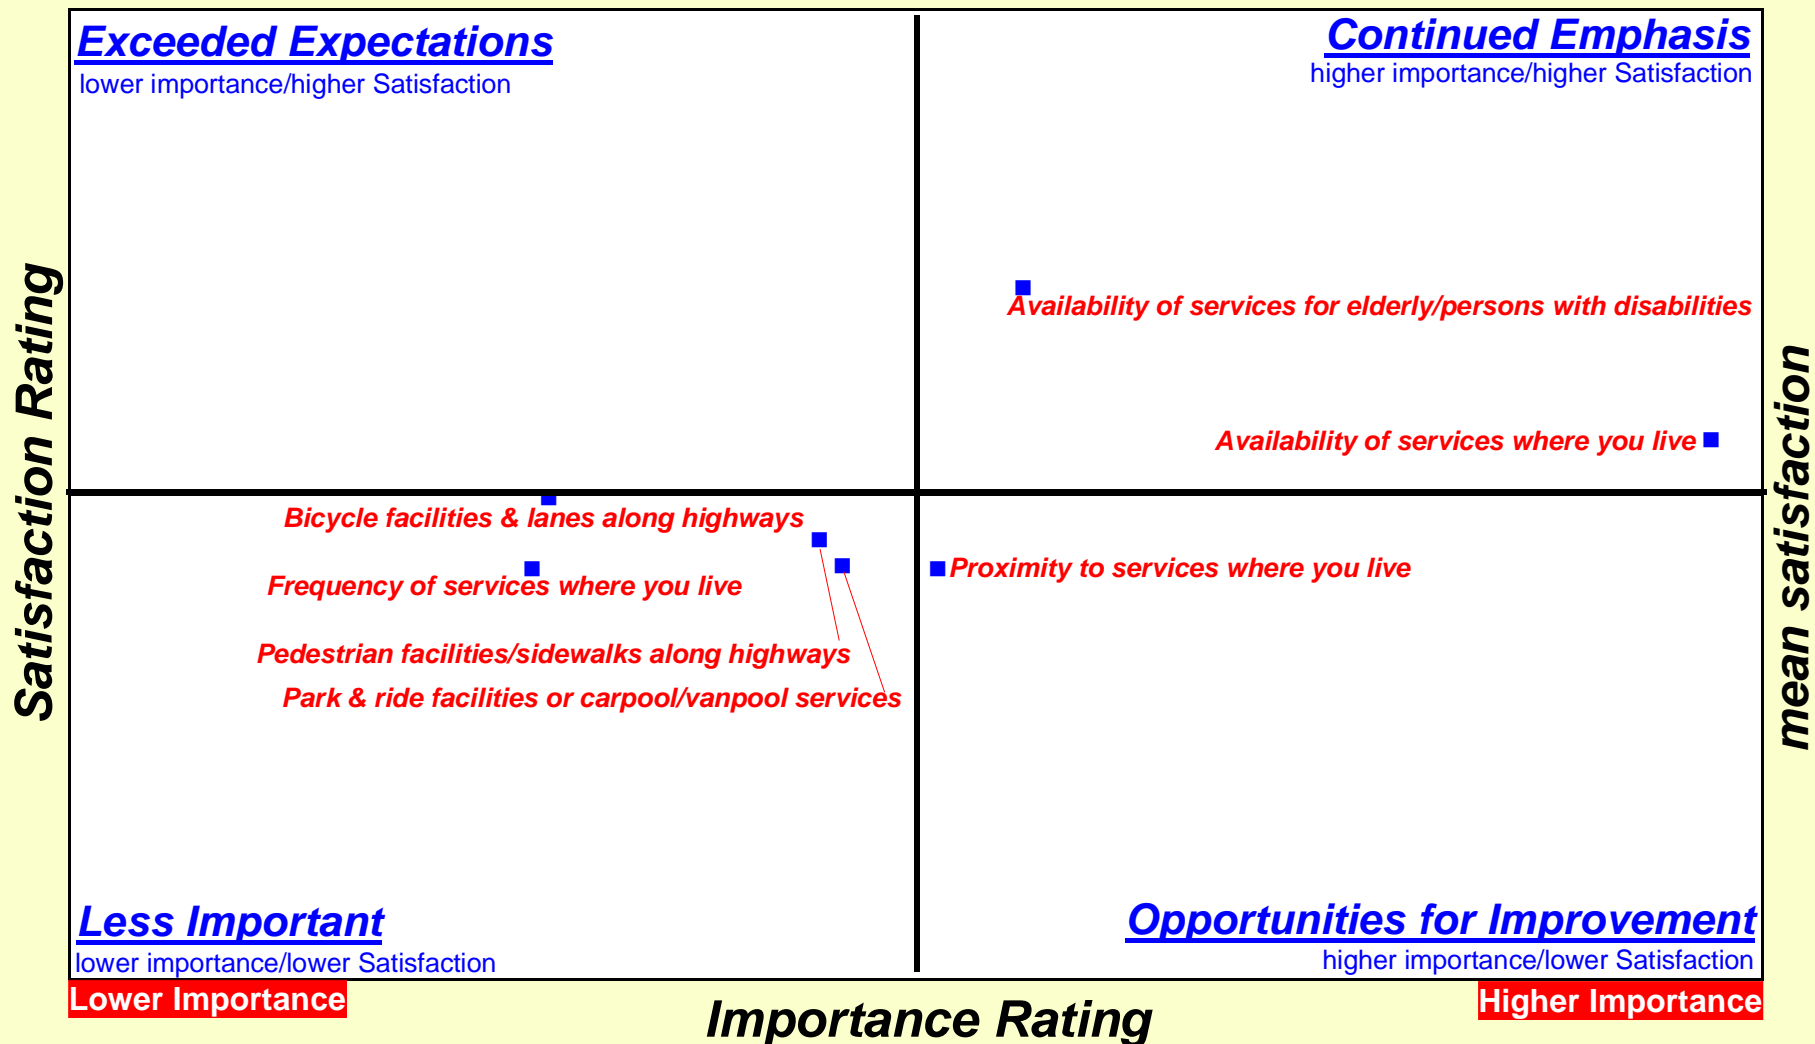 Exceeded Expectations
lower importance/higher Satisfaction
Continued Emphasis
higher importance/higher Satisfaction
Satisfaction Rating
mean satisfaction
Availability of services for elderly/persons with disabilities
Availability of services where you live
Bicycle facilities & lanes along highways
Frequency of services where you live
Proximity to services where you live
Pedestrian facilities/sidewalks along highways
Park & ride facilities or carpool/vanpool services
Less Important
lower importance/lower Satisfaction
Opportunities for Improvement
higher importance/lower Satisfaction
Lower Importance
Importance Rating
Higher Importance